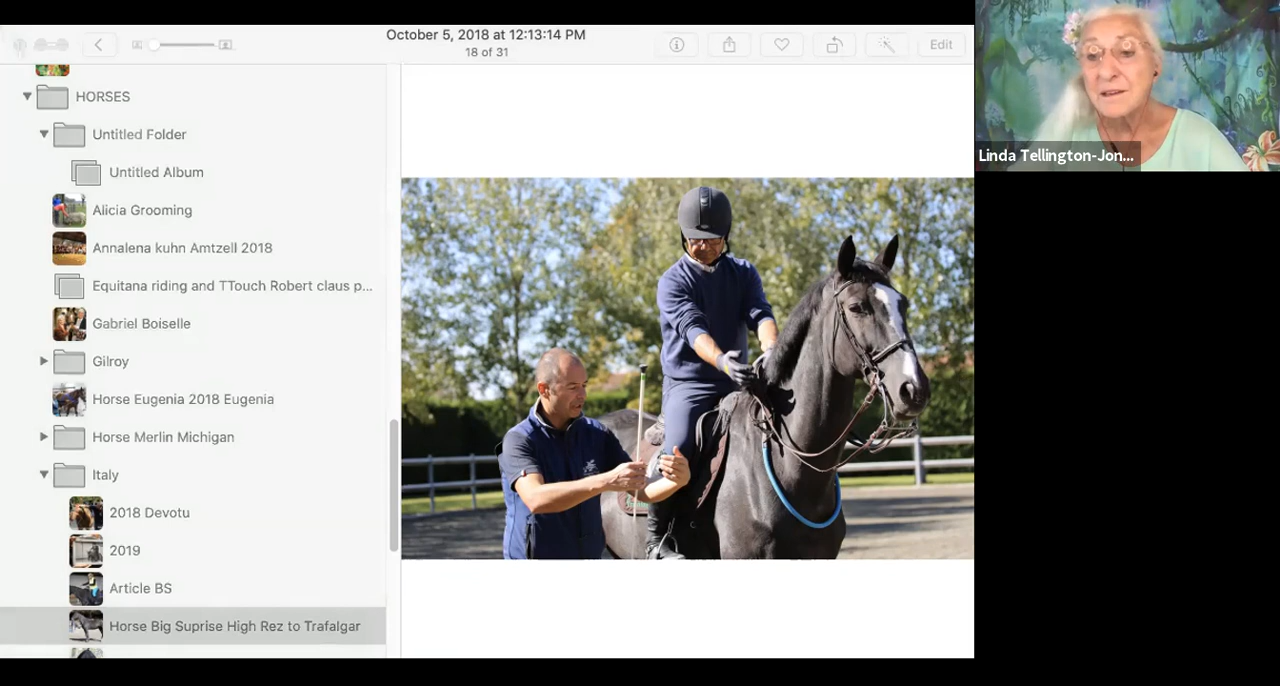 October 5, 2018 at 12:13:14 PM
18 of 31
Edit
HORSES
Untitled Folder
Untitled Album
Alicia Grooming
Annalena kuhn Amtzell 2018
Equitana riding and TTouch Robert claus p...
Gabriel Boiselle
Gilroy
Horse Eugenia 2018 Eugenia
Horse Merlin Michigan
Italy
2018 Devotu
2019
Article BS
Horse Big Suprise High Rez to Trafalgar
Linda Tellington-Jon...